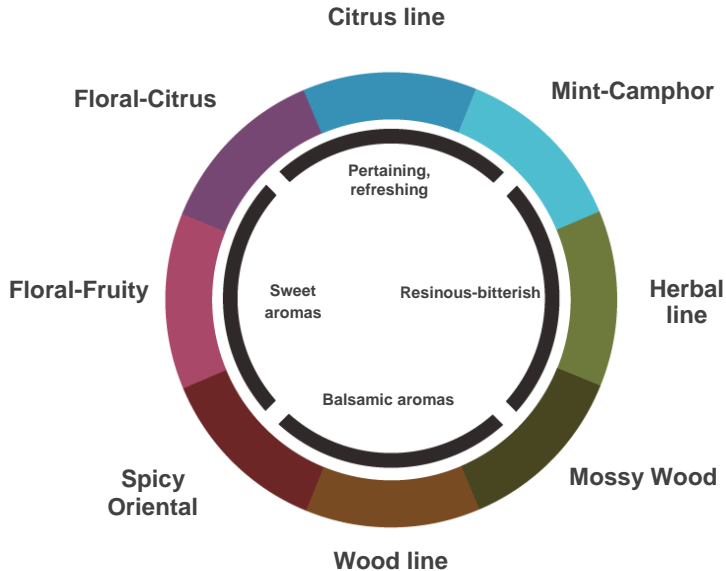 Citrus line
Floral-Citrus
Mint-Camphor
Pertaining,
refreshing
Floral-Fruity
Sweet
aromas
Resinous-bitterish
Herbal
line
Balsamic aromas
Spicy
Oriental
Mossy Wood
Wood line